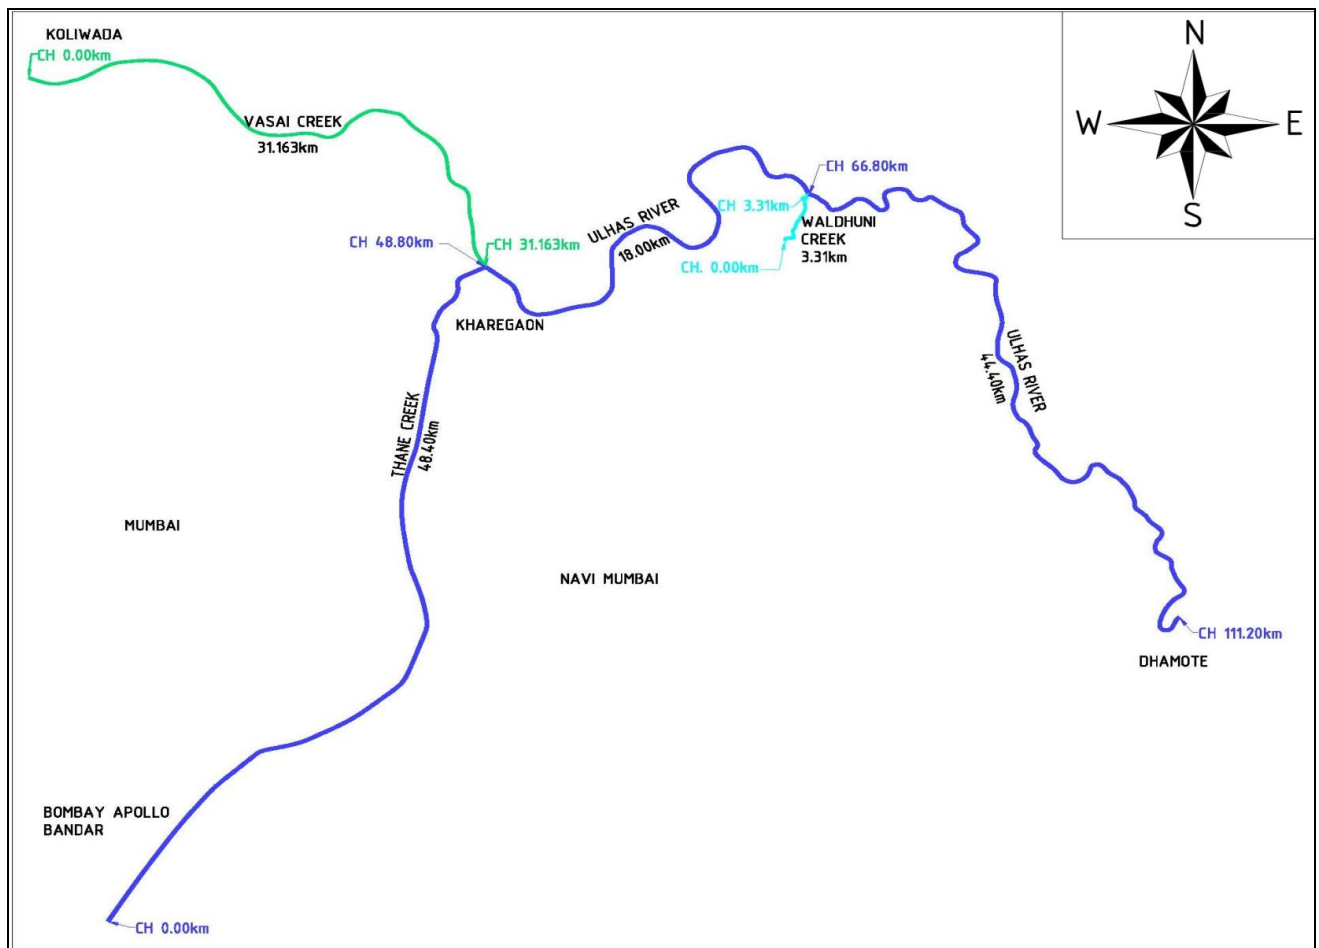 KOLIWADA
CH 0.00km
N
W
E
S
VASAI CREEK
31.163km
CH 66.80km
CH 3.31km
ULHAS RIVER
18.00km
WALDHUNI
CREEK
3.31km
CH 48.80km
CH 31.163km
CH. 0.00km
KHAREGAON
ULHAS RIVER
44.40km
THANE CREEK
48.40km
MUMBAI
NAVI MUMBAI
CH 111.20km
DHAMOTE
BOMBAY APOLLO
BANDAR
CH 0.00km